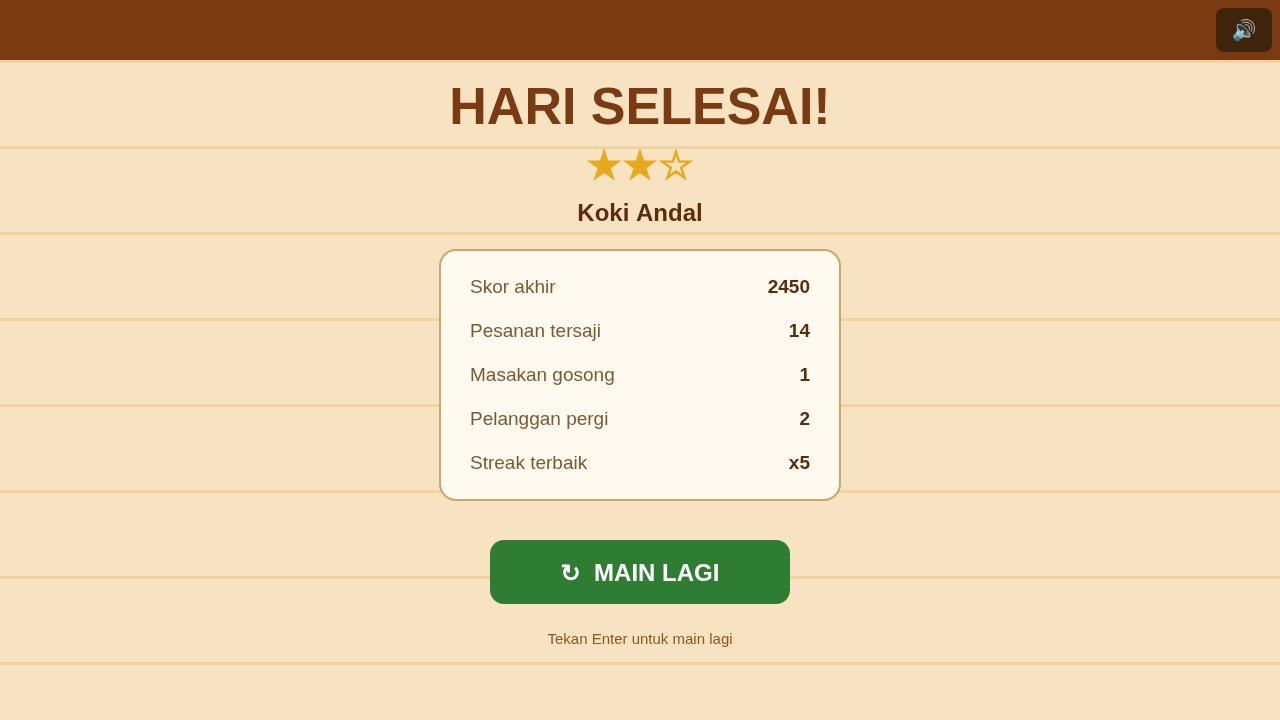 HARI SELESAI!
★★☆
Koki Andal
Skor akhir 2450
Pesanan tersaji 14
Masakan gosong 1
Pelanggan pergi 2
Streak terbaik x5
↻ MAIN LAGI
Tekan Enter untuk main lagi